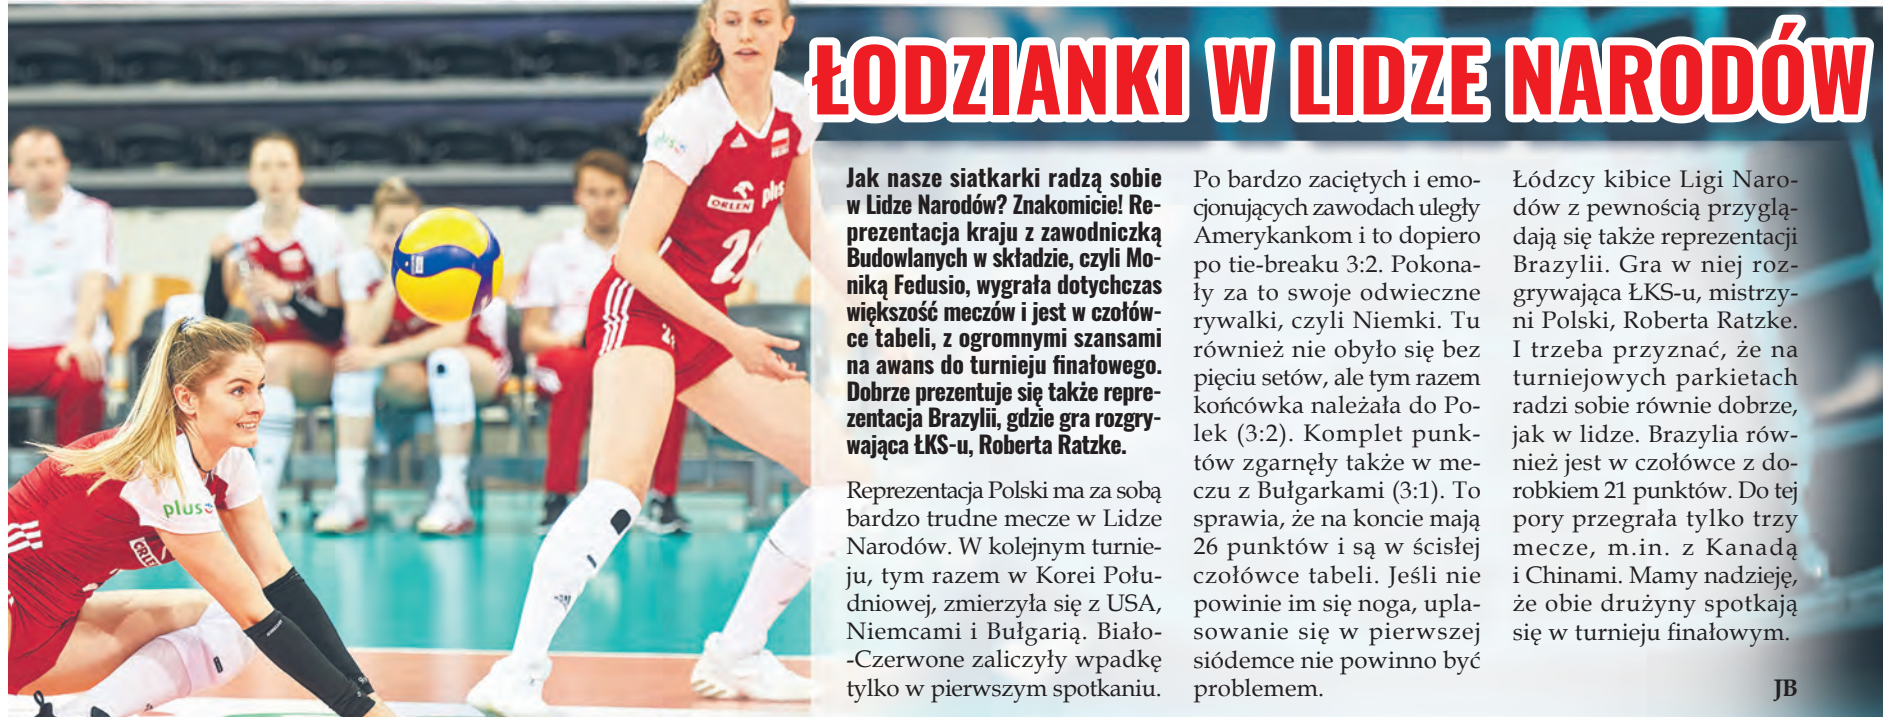 ŁODZIANKI W LIDZE NARODÓW
Jak nasze siatkarki radzą sobie
w Lidze Narodów? Znakomicie! Re-
prezentacja kraju z zawodniczką
Budowlanych w składzie, czyli Mo-
niką Fedusio, wygrała dotychczas
większość meczów i jest w czołów-
ce tabeli, z ogromnymi szansami
na awans do turnieju finałowego.
Dobrze prezentuje się także repre-
zentacja Brazylii, gdzie gra rozgry-
wająca ŁKS-u, Roberta Ratzke.
Reprezentacja Polski ma za sobą
bardzo trudne mecze w Lidze
Narodów. W kolejnym turnie-
ju, tym razem w Korei Połu-
dniowej, zmierzyła się z USA,
Niemcami i Bułgarią. Biało-
-Czerwone zaliczyły wpadkę
tylko w pierwszym spotkaniu.
Po bardzo zaciętych i emo-
cjonujących zawodach uległy
Amerykankom i to dopiero
po tie-breaku 3:2. Pokona-
ły za to swoje odwieczne
rywalki, czyli Niemki. Tu
również nie obyło się bez
pięciu setów, ale tym razem
końcówka należała do Po-
lek (3:2). Komplet punk-
tów zgarnęły także w me-
czu z Bułgarkami (3:1). To
sprawia, że na koncie mają
26 punktów i są w ścisłej
czołówce tabeli. Jeśli nie
powinie im się noga, upla-
sowanie się w pierwszej
siódemce nie powinno być
problemem.
Łódzcy kibice Ligi Naro-
dów z pewnością przyglą-
dają się także reprezentacji
Brazylii. Gra w niej roz-
grywająca ŁKS-u, mistrzy-
ni Polski, Roberta Ratzke.
I trzeba przyznać, że na
turniejowych parkietach
radzi sobie równie dobrze,
jak w lidze. Brazylia rów-
nież jest w czołówce z do-
robkiem 21 punktów. Do tej
pory przegrała tylko trzy
mecze, m.in. z Kanadą
i Chinami. Mamy nadzieję,
że obie drużyny spotkają
się w turnieju finałowym.
JB
plus
ORLEN
plus
plus